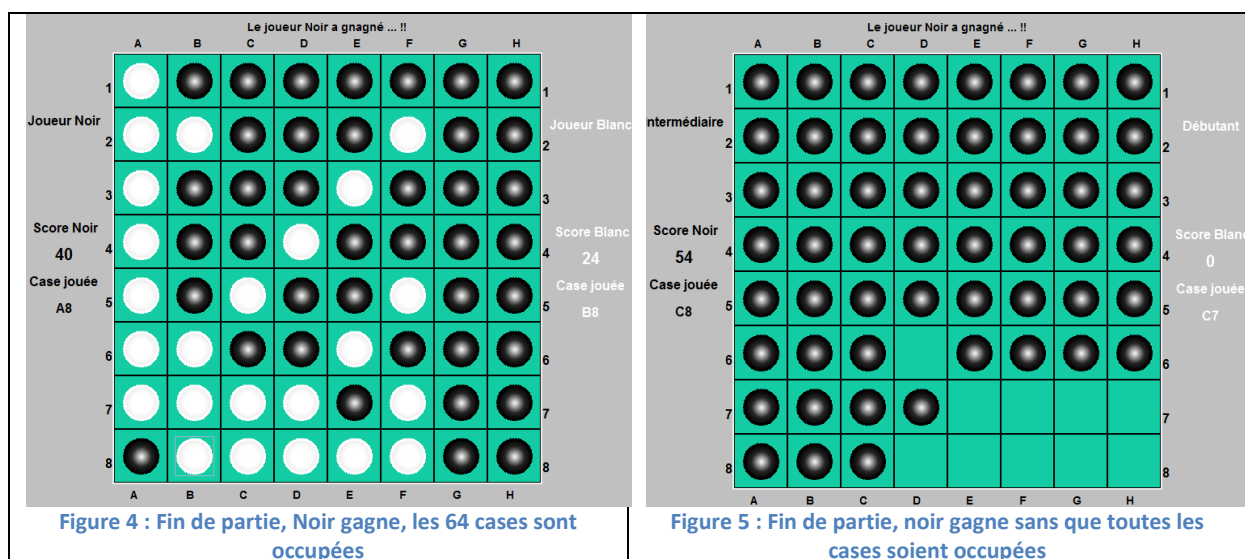 Le joueur Noir a gnagné ... !!
A B C D E F G H
1 1
Joueur Noir Joueur Blanc
2 2
3 3
Score Noir Score Blanc
40 4 4 24
Case jouée Case jouée
A8 5 5 B8
6 6
7 7
8 8
A B C D E F G H
Figure 4 : Fin de partie, Noir gagne, les 64 cases sont
occupées
Le joueur Noir a gnagné ... !!
A B C D E F G H
1 1
Intermédiaire Débutant
2 2
3 3
Score Noir Score Blanc
54 4 4 0
Case jouée Case jouée
C8 5 5 C7
6 6
7 7
8 8
A B C D E F G H
Figure 5 : Fin de partie, noir gagne sans que toutes les
cases soient occupées